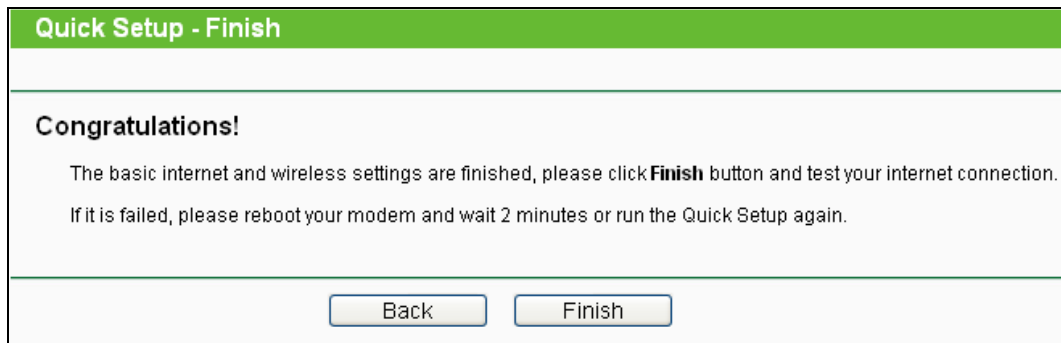 Quick Setup - Finish
Congratulations!
The basic internet and wireless settings are finished, please click Finish button and test your internet connection.
If it is failed, please reboot your modem and wait 2 minutes or run the Quick Setup again.
Back Finish